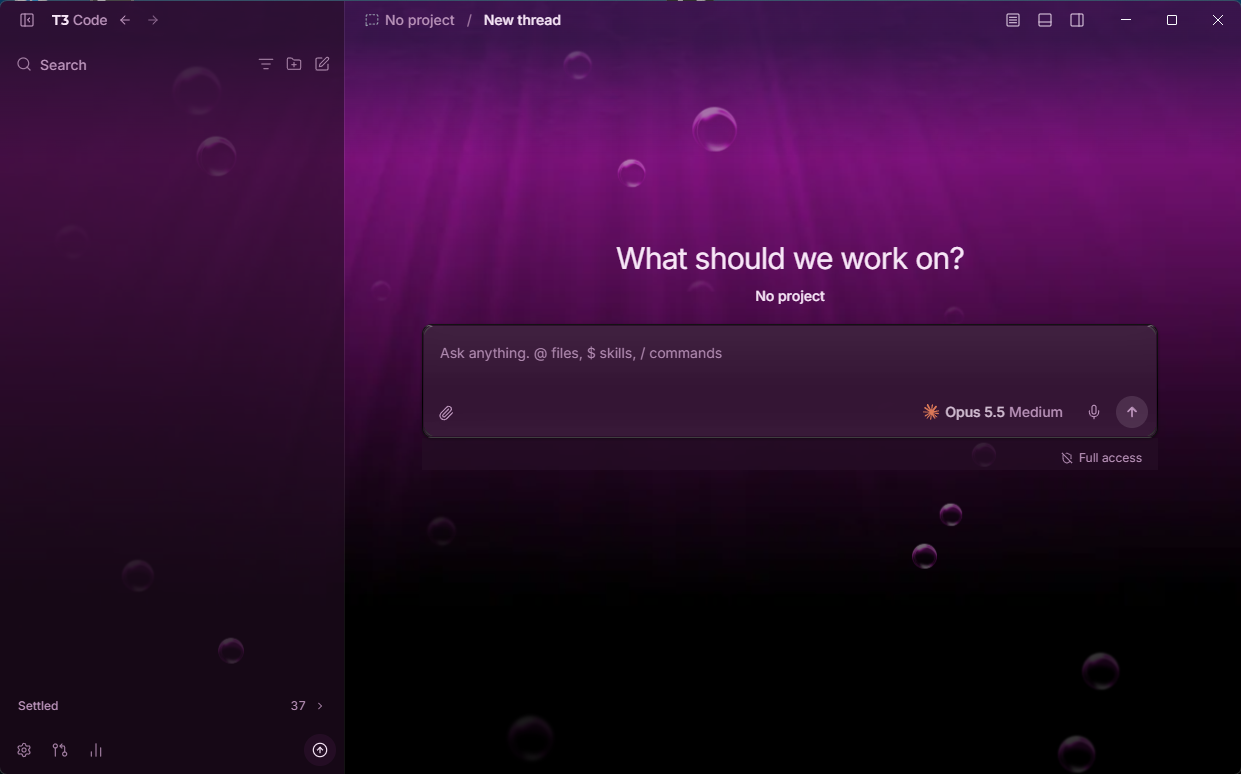 T3 Code
No project / New thread
Search
What should we work on?
No project
Ask anything. @ files, $ skills, / commands
Opus 5.5 Medium
Full access
Settled 37